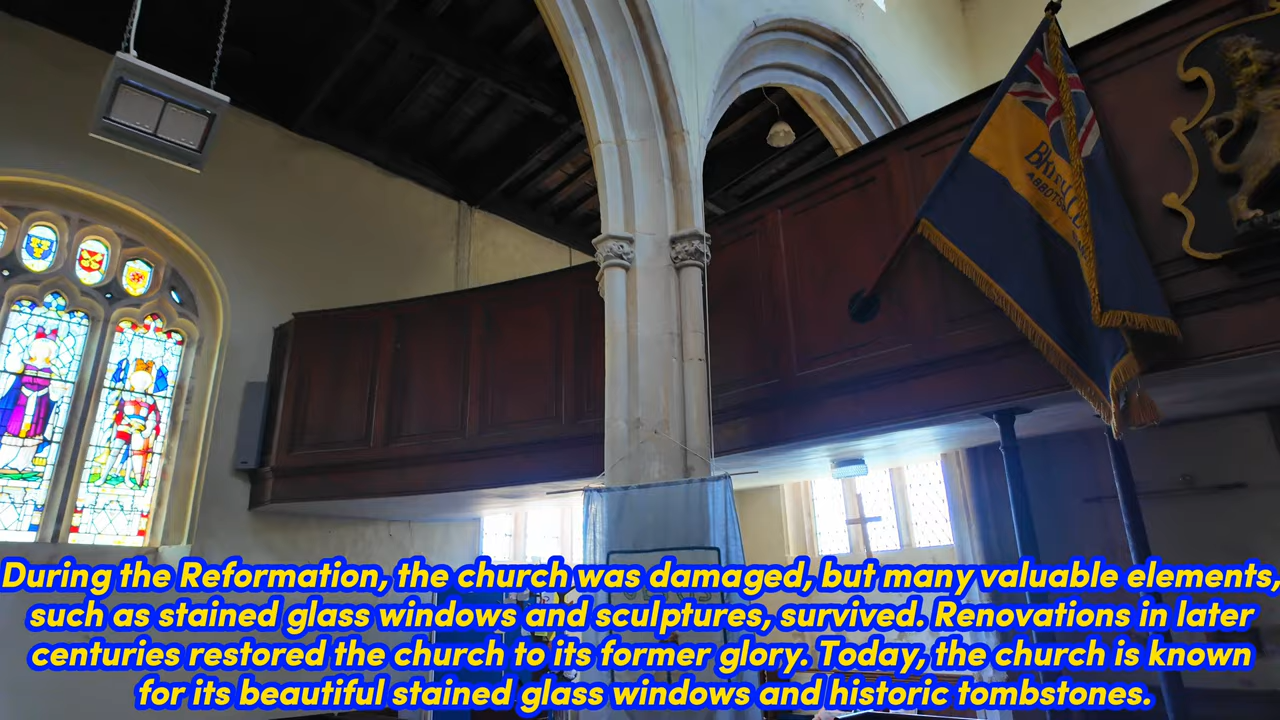 ABBOTS
During the Reformation, the church was damaged, but many valuable elements,
such as stained glass windows and sculptures, survived. Renovations in later
centuries restored the church to its former glory. Today, the church is known
for its beautiful stained glass windows and historic tombstones.